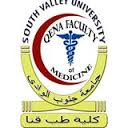 SOUTH VALLEY UNIVERSITY
QENA FACULTY
OF
MEDICINE
جامعة جنوب الوادي
كلية طب قنا